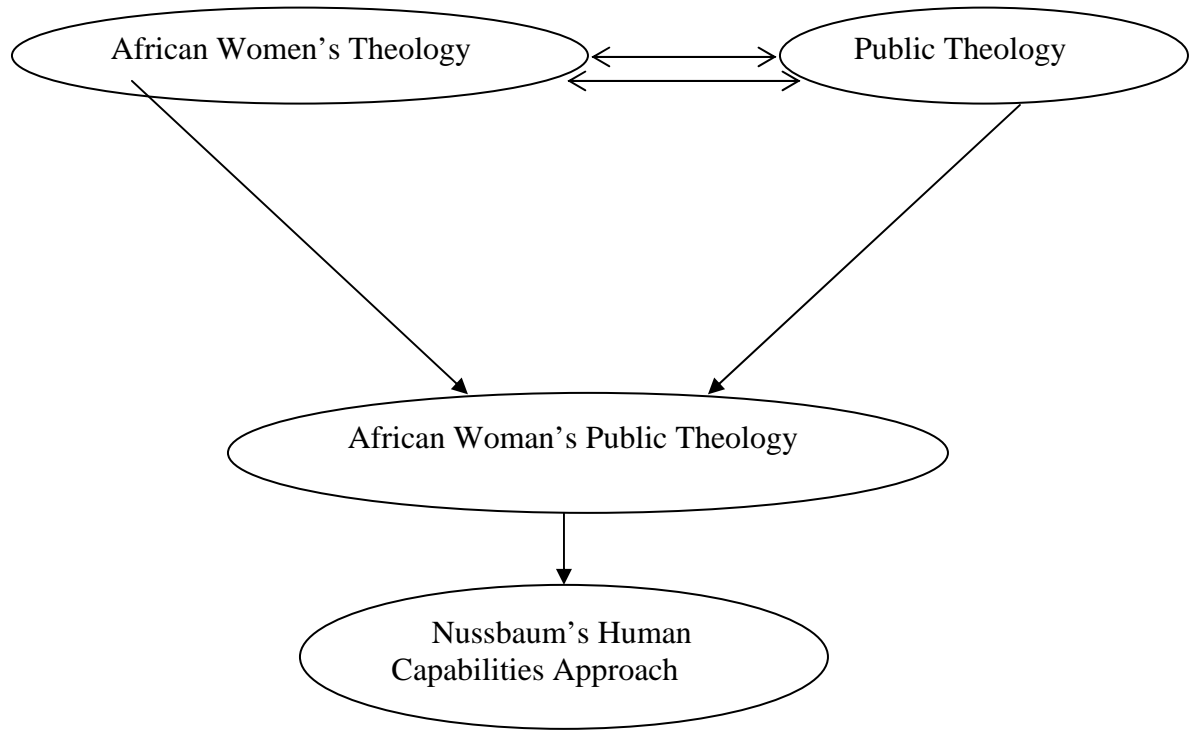 African Women’s Theology
Public Theology
African Woman’s Public Theology
Nussbaum’s Human
Capabilities Approach